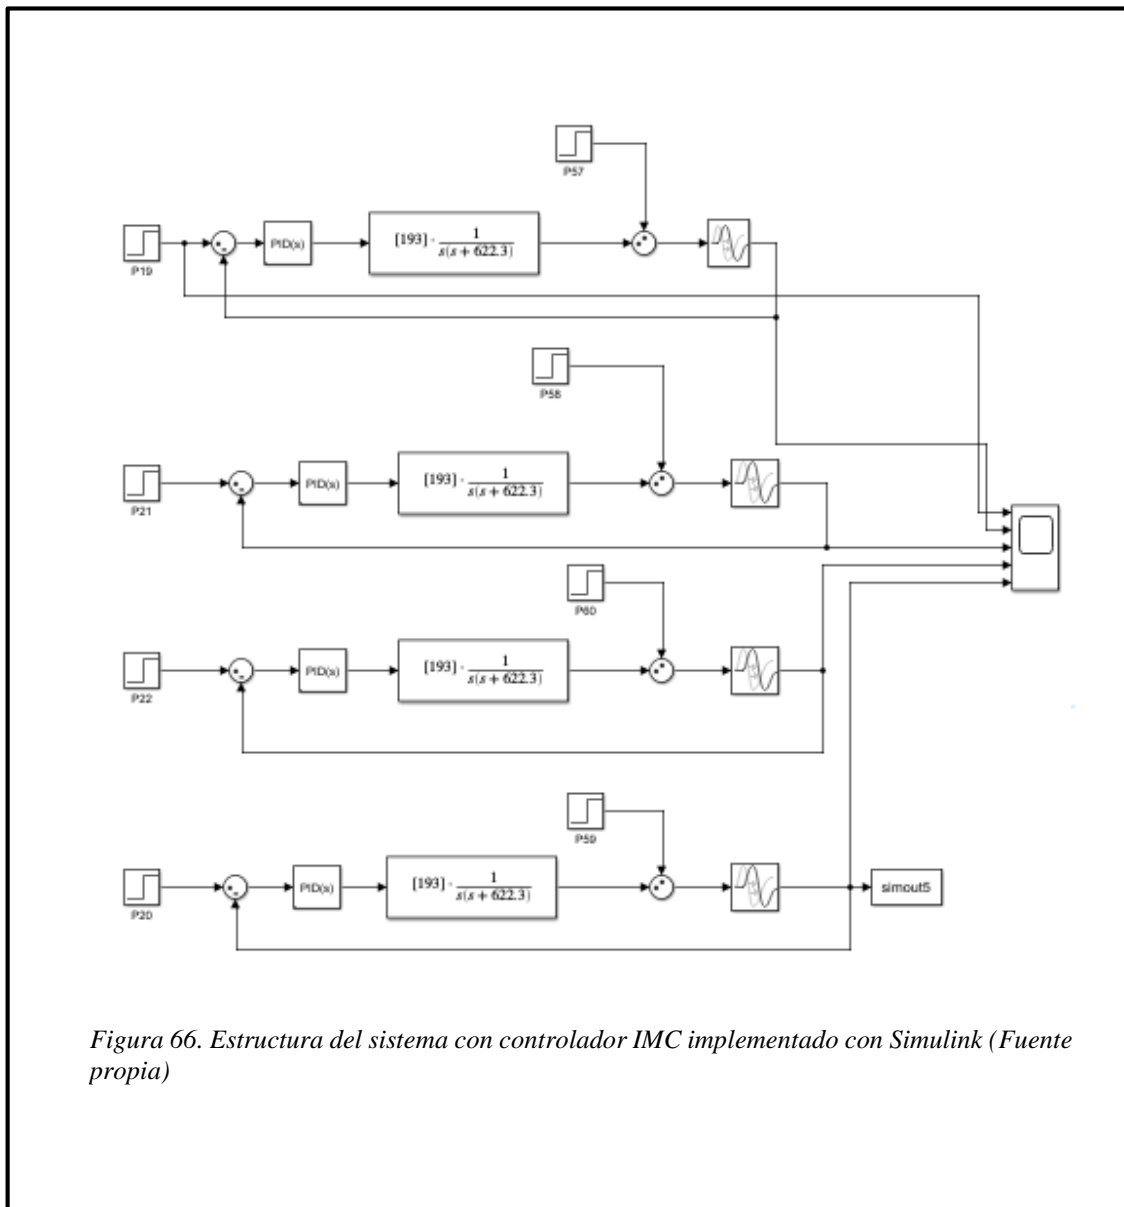 P57
P19
PID(s)
[193] · 1 / s(s + 622.3)
P58
P21
PID(s)
[193] · 1 / s(s + 622.3)
P60
P22
PID(s)
[193] · 1 / s(s + 622.3)
P59
P20
PID(s)
[193] · 1 / s(s + 622.3)
simout5
Figura 66. Estructura del sistema con controlador IMC implementado con Simulink (Fuente
propia)